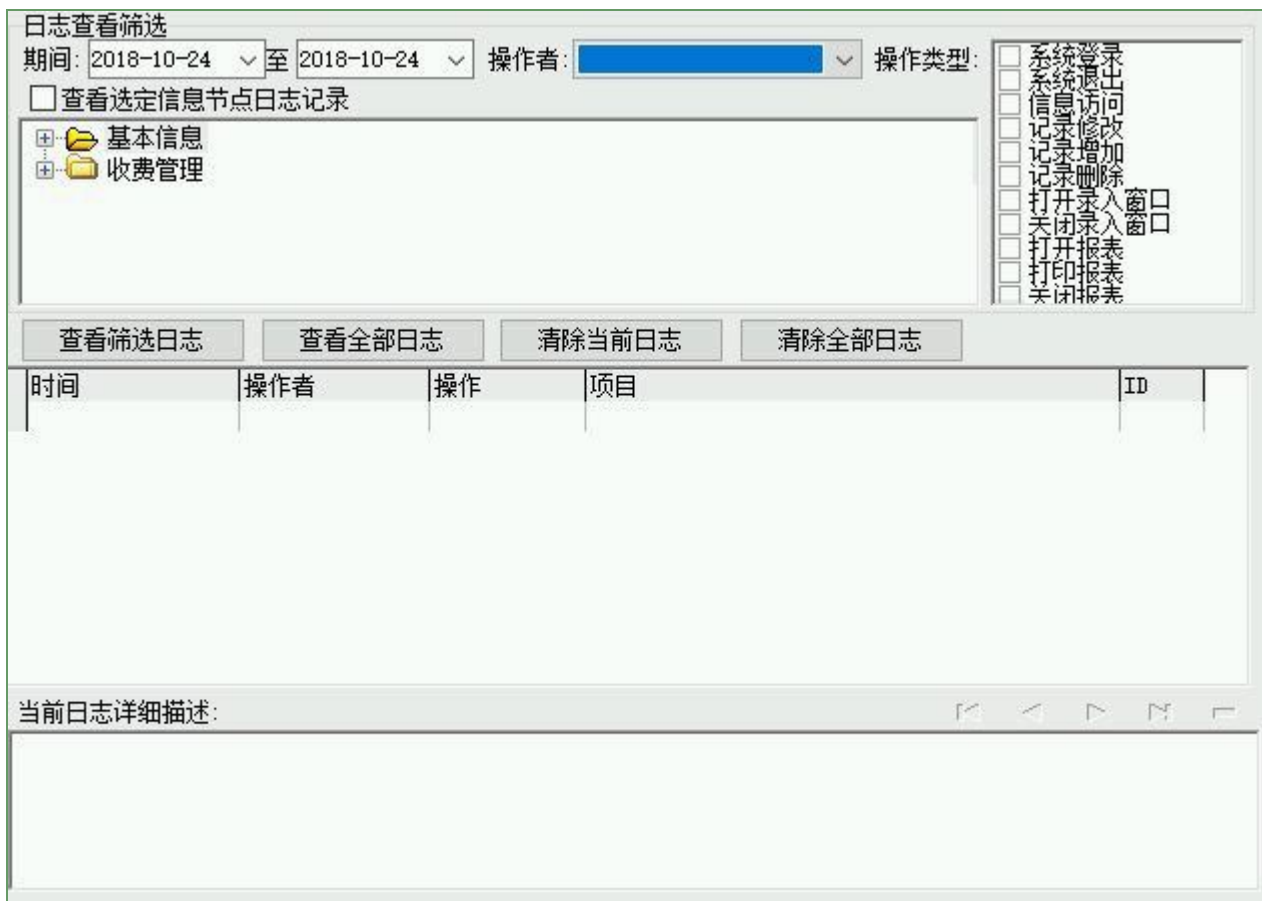 日志查看筛选
期间: 2018-10-24 至 2018-10-24 操作者: 操作类型:
系统登录
系统退出
信息访问
记录修改
记录增加
记录删除
打开录入窗口
关闭录入窗口
打开报表
打印报表
关闭报表
查看选定信息节点日志记录
基本信息
收费管理
查看筛选日志 查看全部日志 清除当前日志 清除全部日志
时间 操作者 操作 项目 ID
当前日志详细描述: